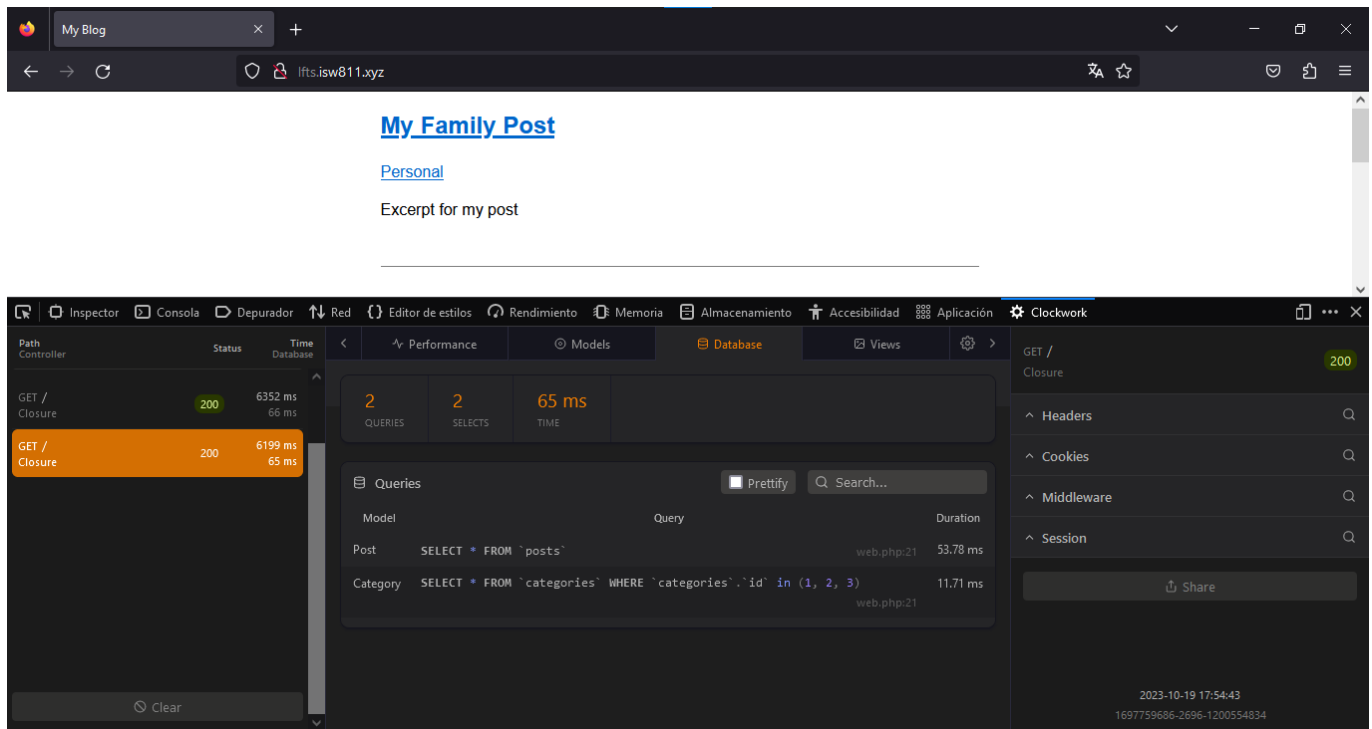 My Blog
lfts.isw811.xyz
My Family Post
Personal
Excerpt for my post
Inspector Consola Depurador Red Editor de estilos Rendimiento Memoria Almacenamiento Accesibilidad Aplicación Clockwork
Path
Controller
Status
Time
Database
GET /
Closure
200
6352 ms
66 ms
GET /
Closure
200
6199 ms
65 ms
Clear
Performance Models Database Views
2
QUERIES
2
SELECTS
65 ms
TIME
Queries
Prettify
Search...
Model Query Duration
Post SELECT * FROM `posts` web.php:21 53.78 ms
Category SELECT * FROM `categories` WHERE `categories`.`id` in (1, 2, 3) 11.71 ms
web.php:21
GET /
Closure
200
Headers
Cookies
Middleware
Session
Share
2023-10-19 17:54:43
1697759686-2696-1200554834